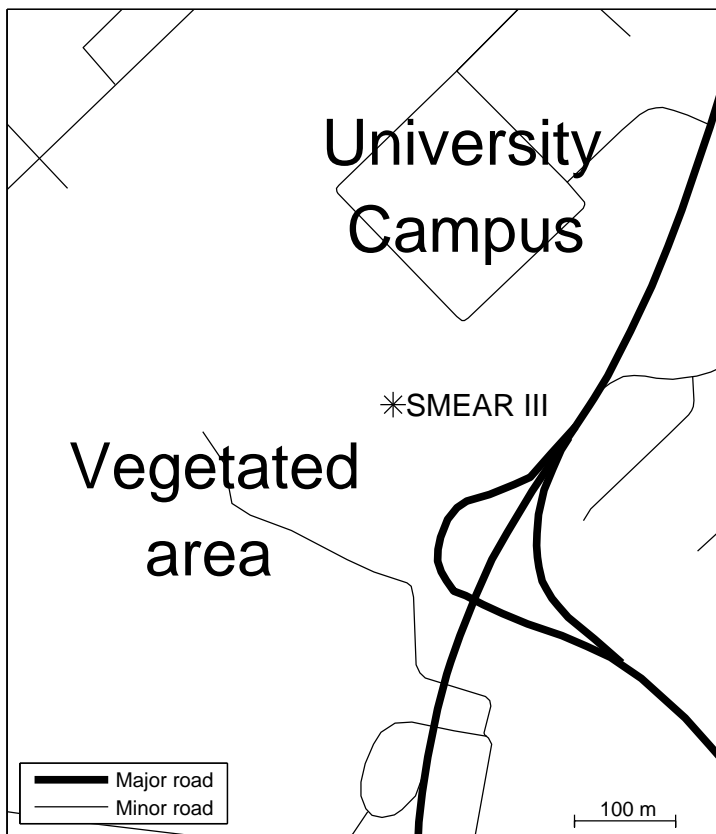 University
Campus
SMEAR III
Vegetated
area
Major road
Minor road
100 m